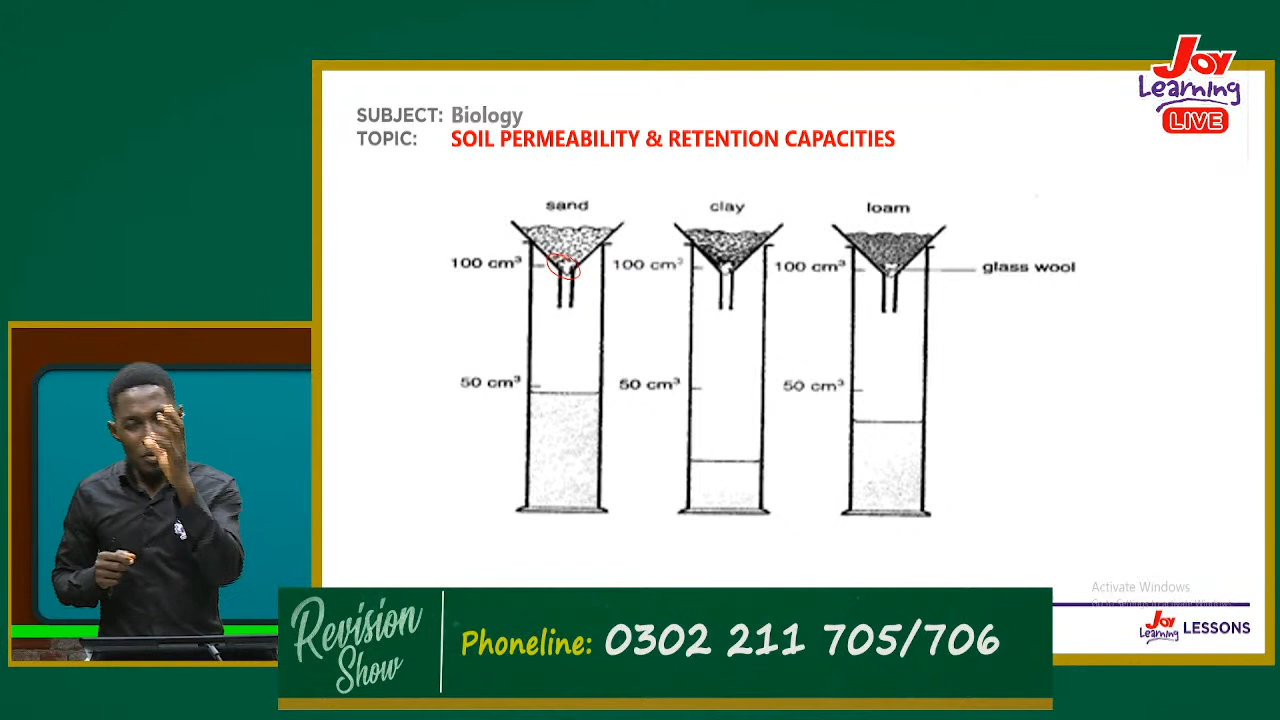 Joy
Learning
LIVE
SUBJECT: Biology
TOPIC: SOIL PERMEABILITY & RETENTION CAPACITIES
sand clay loam
100 cm³ 100 cm³ 100 cm³ glass wool
50 cm³ 50 cm³ 50 cm³
Activate Windows
Joy
Learning LESSONS
Revision
Show
Phoneline: 0302 211 705/706